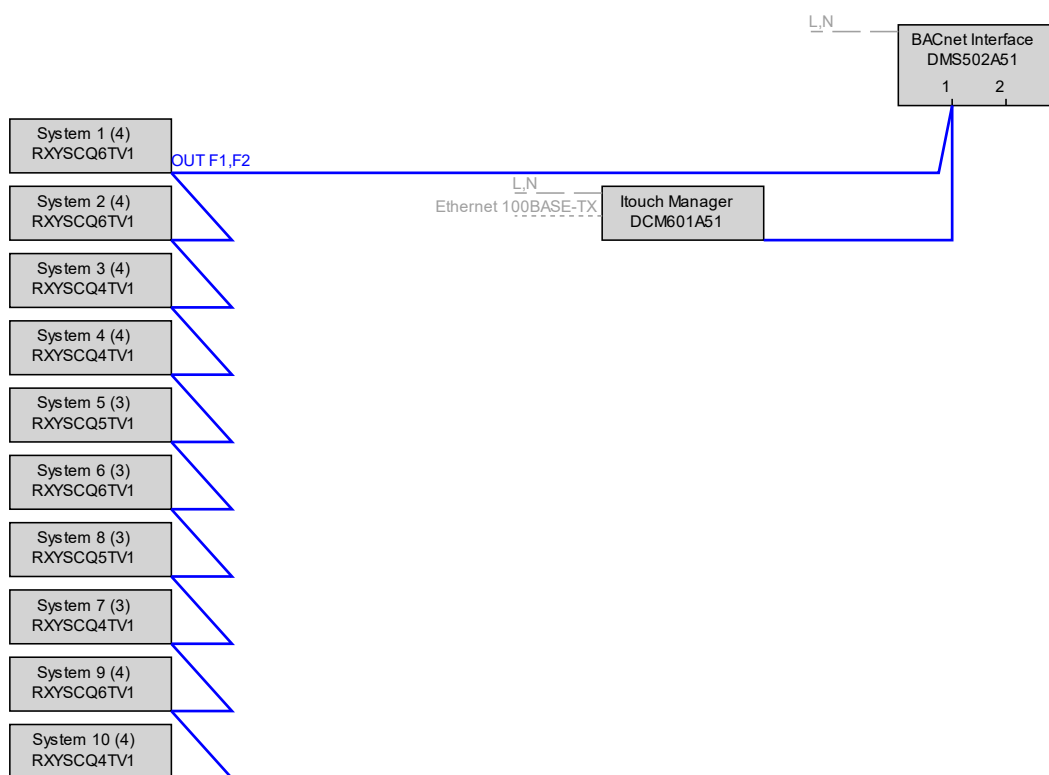 L,N
BACnet Interface
DMS502A51
1 2
System 1 (4)
RXYSCQ6TV1
OUT F1,F2
System 2 (4)
RXYSCQ6TV1
L,N
Ethernet 100BASE-TX
Itouch Manager
DCM601A51
System 3 (4)
RXYSCQ4TV1
System 4 (4)
RXYSCQ4TV1
System 5 (3)
RXYSCQ5TV1
System 6 (3)
RXYSCQ6TV1
System 8 (3)
RXYSCQ5TV1
System 7 (3)
RXYSCQ4TV1
System 9 (4)
RXYSCQ6TV1
System 10 (4)
RXYSCQ4TV1